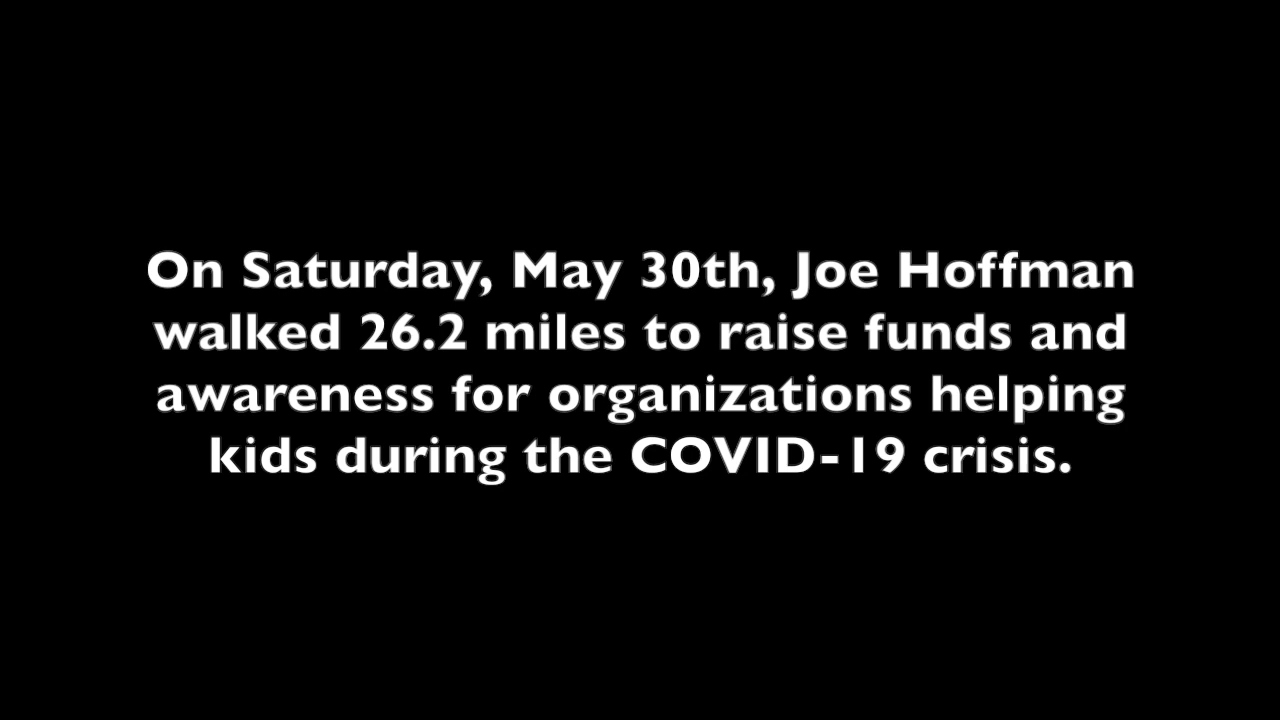 On Saturday, May 30th, Joe Hoffman
walked 26.2 miles to raise funds and
awareness for organizations helping
kids during the COVID-19 crisis.